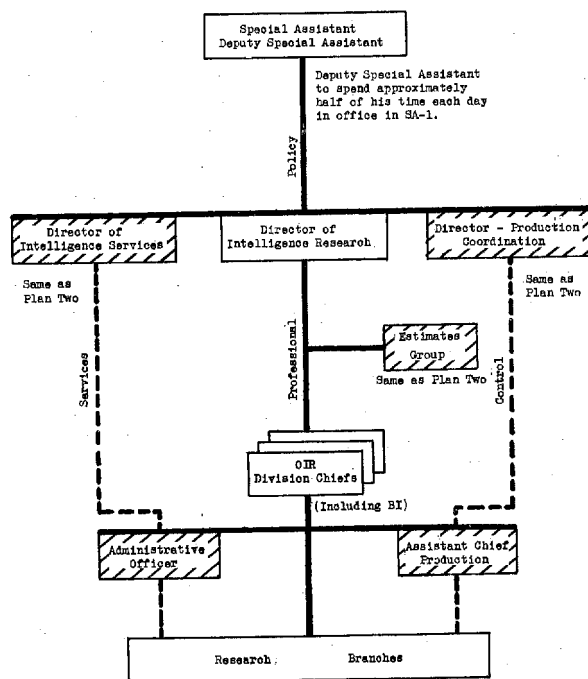 Special Assistant
Deputy Special Assistant
Deputy Special Assistant
to spend approximately
half of his time each day
in office in SA-1.
Policy
Director of
Intelligence Services
Director of
Intelligence Research
Director - Production
Coordination
Same as
Plan Two
Same as
Plan Two
Services
Professional
Estimates
Group
Same as Plan Two
Control
OIR
Division Chiefs
(Including BI)
Administrative
Officer
Assistant Chief
Production
Research Branches